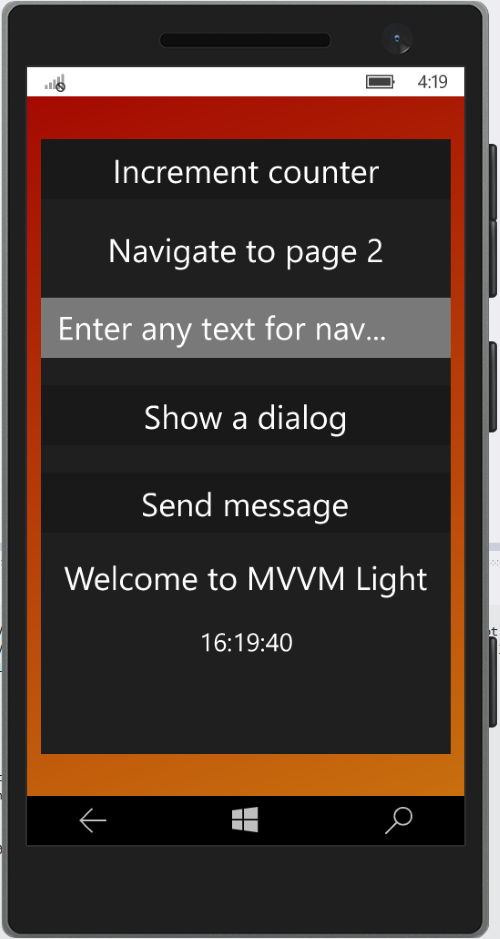 4:19
Increment counter
Navigate to page 2
Enter any text for nav...
Show a dialog
Send message
Welcome to MVVM Light
16:19:40